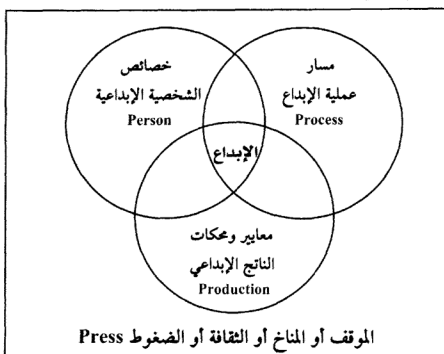 خصائص
الشخصية الإبداعية
Person
مسار
عملية الإبداع
Process
الإبداع
معايير ومحكات
الناتج الإبداعي
Production
الموقف أو المناخ أو الثقافة أو الضغوط Press